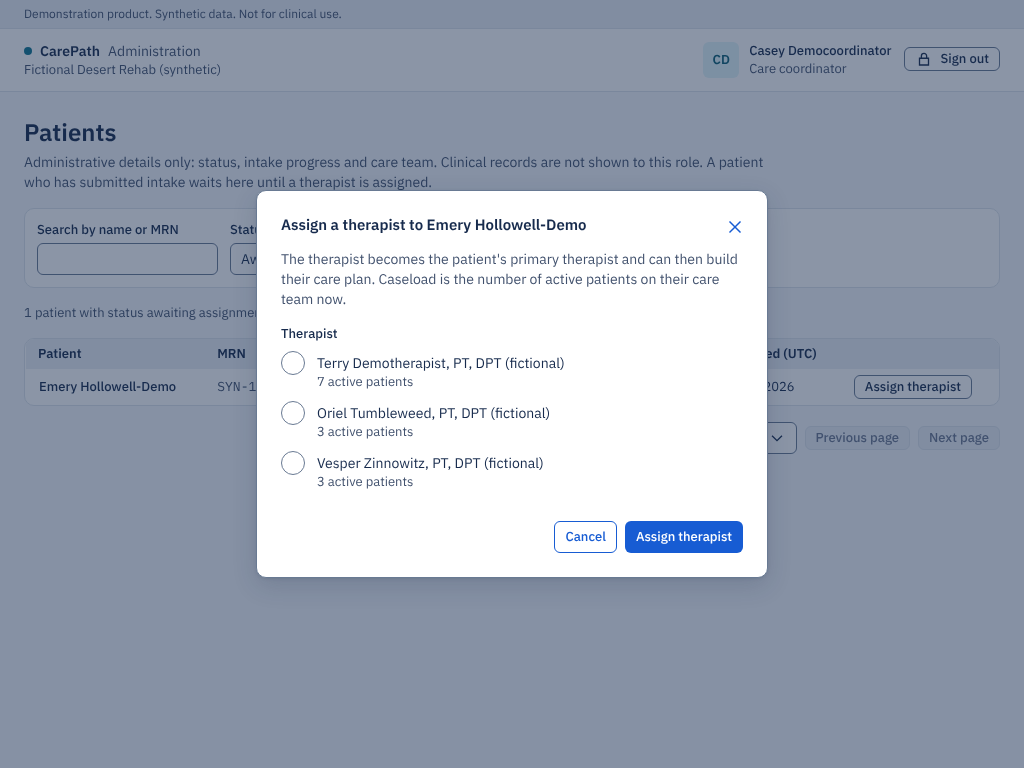 Demonstration product. Synthetic data. Not for clinical use.
CarePath Administration
Fictional Desert Rehab (synthetic)
CD
Casey Democoordinator
Care coordinator
Sign out
Patients
Administrative details only: status, intake progress and care team. Clinical records are not shown to this role. A patient
who has submitted intake waits here until a therapist is assigned.
Search by name or MRN
1 patient with status awaiting
Patient MRN (UTC)
Emery Hollowell-Demo SYN-1 2026 Assign therapist
Previous page Next page
Assign a therapist to Emery Hollowell-Demo
The therapist becomes the patient's primary therapist and can then build
their care plan. Caseload is the number of active patients on their care
team now.
Therapist
Terry Demotherapist, PT, DPT (fictional)
7 active patients
Oriel Tumbleweed, PT, DPT (fictional)
3 active patients
Vesper Zinnowitz, PT, DPT (fictional)
3 active patients
Cancel Assign therapist